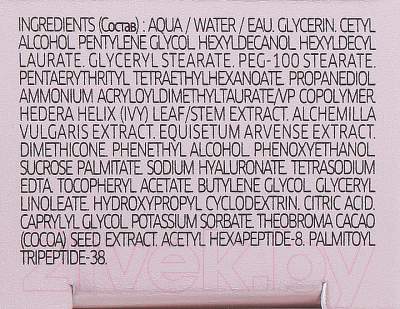 INGREDIENTS (Состав) : AQUA / WATER / EAU. GLYCERIN. CETYL
ALCOHOL. PENTYLENE GLYCOL. HEXYLDECANOL. HEXYLDECYL
LAURATE. GLYCERYL STEARATE. PEG-100 STEARATE.
PENTAERYTHRITYL TETRAETHYLHEXANOATE. PROPANEDIOL.
AMMONIUM ACRYLOYLDIMETHYLTAURATE/VP COPOLYMER.
HEDERA HELIX (IVY) LEAF/STEM EXTRACT. ALCHEMILLA
VULGARIS EXTRACT. EQUISETUM ARVENSE EXTRACT.
DIMETHICONE. PHENETHYL ALCOHOL. PHENOXYETHANOL.
SUCROSE PALMITATE. SODIUM HYALURONATE. TETRASODIUM
EDTA. TOCOPHERYL ACETATE. BUTYLENE GLYCOL. GLYCERYL
LINOLEATE. HYDROXYPROPYL CYCLODEXTRIN. CITRIC ACID.
CAPRYLYL GLYCOL. POTASSIUM SORBATE. THEOBROMA CACAO
(COCOA) SEED EXTRACT. ACETYL HEXAPEPTIDE-8. PALMITOYL
TRIPEPTIDE-38.
21vek.by